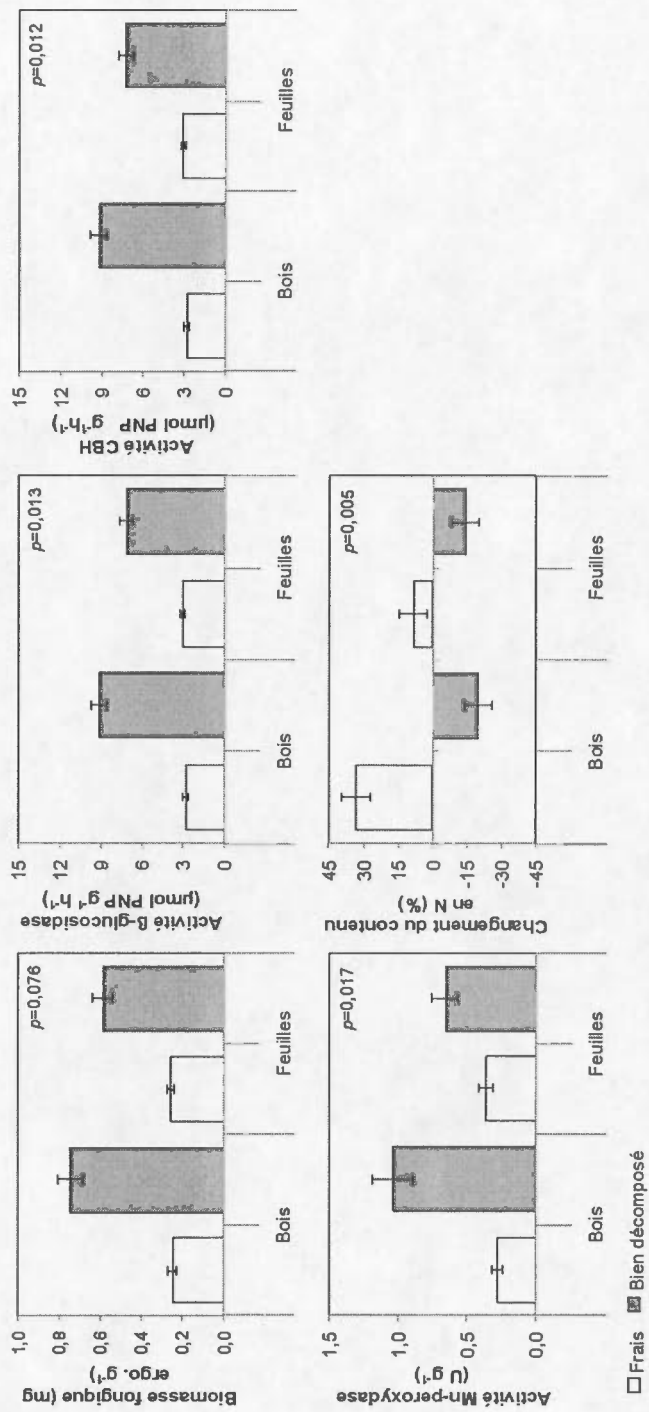 Biomasse fongique (mg
ergo. g⁻¹)
1,0
0,8
0,6
0,4
0,2
0,0
p=0,076
Bois
Feuilles
Activité ß-glucosidase
(µmol PNP g⁻¹ h⁻¹)
15
12
9
6
3
0
p=0,013
Bois
Feuilles
Activité CBH
(µmol PNP g⁻¹h⁻¹)
15
12
9
6
3
0
p=0,012
Bois
Feuilles
Activité Mn-peroxydase
(U g⁻¹)
1,5
1,0
0,5
0,0
p=0,017
Bois
Feuilles
Changement du contenu
en N (%)
45
30
15
0
-15
-30
-45
p=0,005
Bois
Feuilles
Frais
Bien décomposé